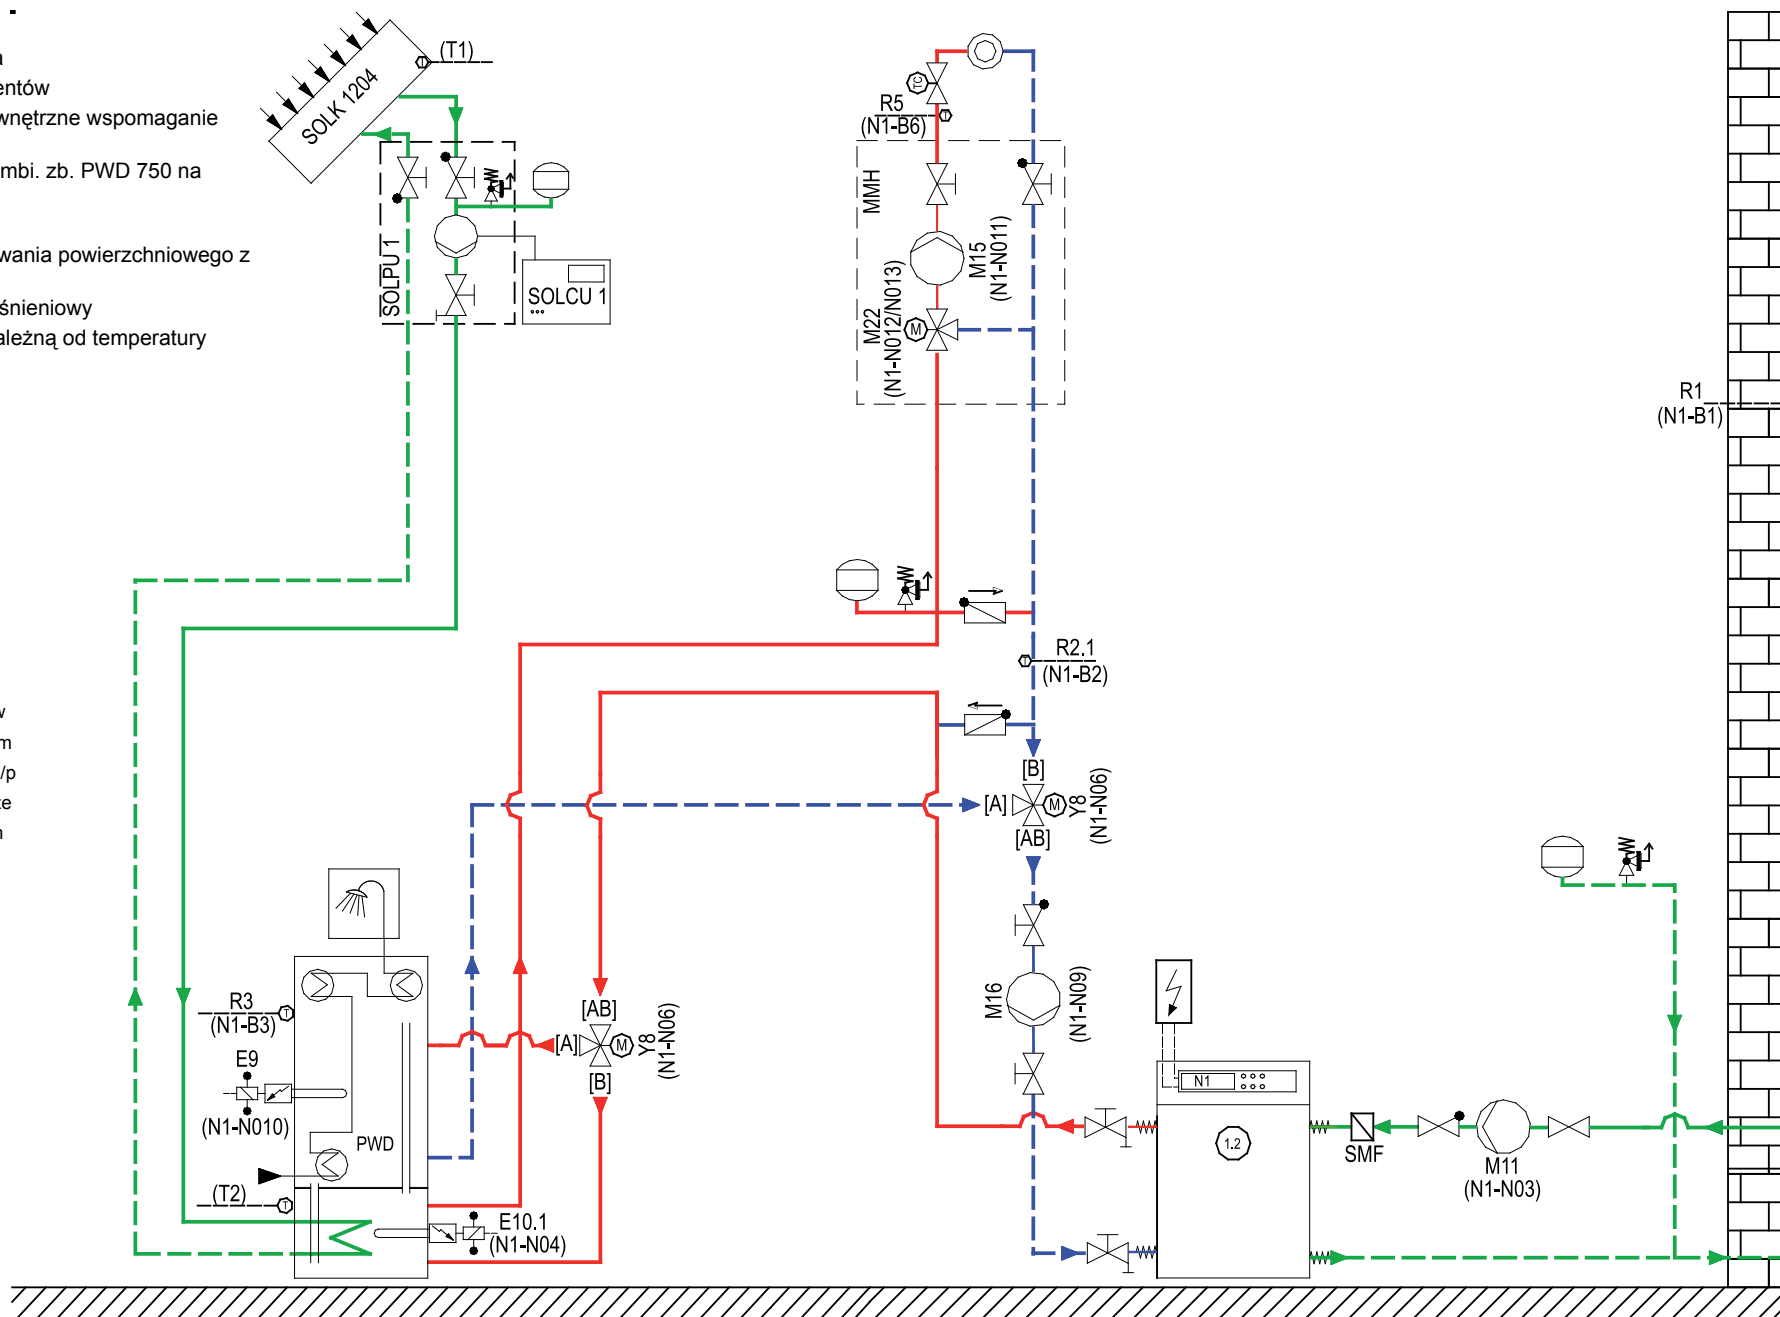 a
entów
wnętrzne wspomaganie
mbi. zb. PWD 750 na
wania powierzchniowego z
śnieniowy
ależną od temperatury
w
m
/p
te
h
(T1)
SOLK 1204
SOLPU 1
SOLCU 1
TC
R5
(N1-B6)
T
MMH
M15
(N1-N011)
M22
(N1-N012/N013)
M
R1
(N1-B1)
R2.1
(N1-B2)
T
[B]
[A]
M
Y8
(N1-N06)
[AB]
M16
(N1-N09)
R3
(N1-B3)
T
E9
(N1-N010)
PWD
(T2)
T
E10.1
(N1-N04)
[AB]
[A]
M
Y8
(N1-N06)
[B]
N1
1.2
SMF
M11
(N1-N03)